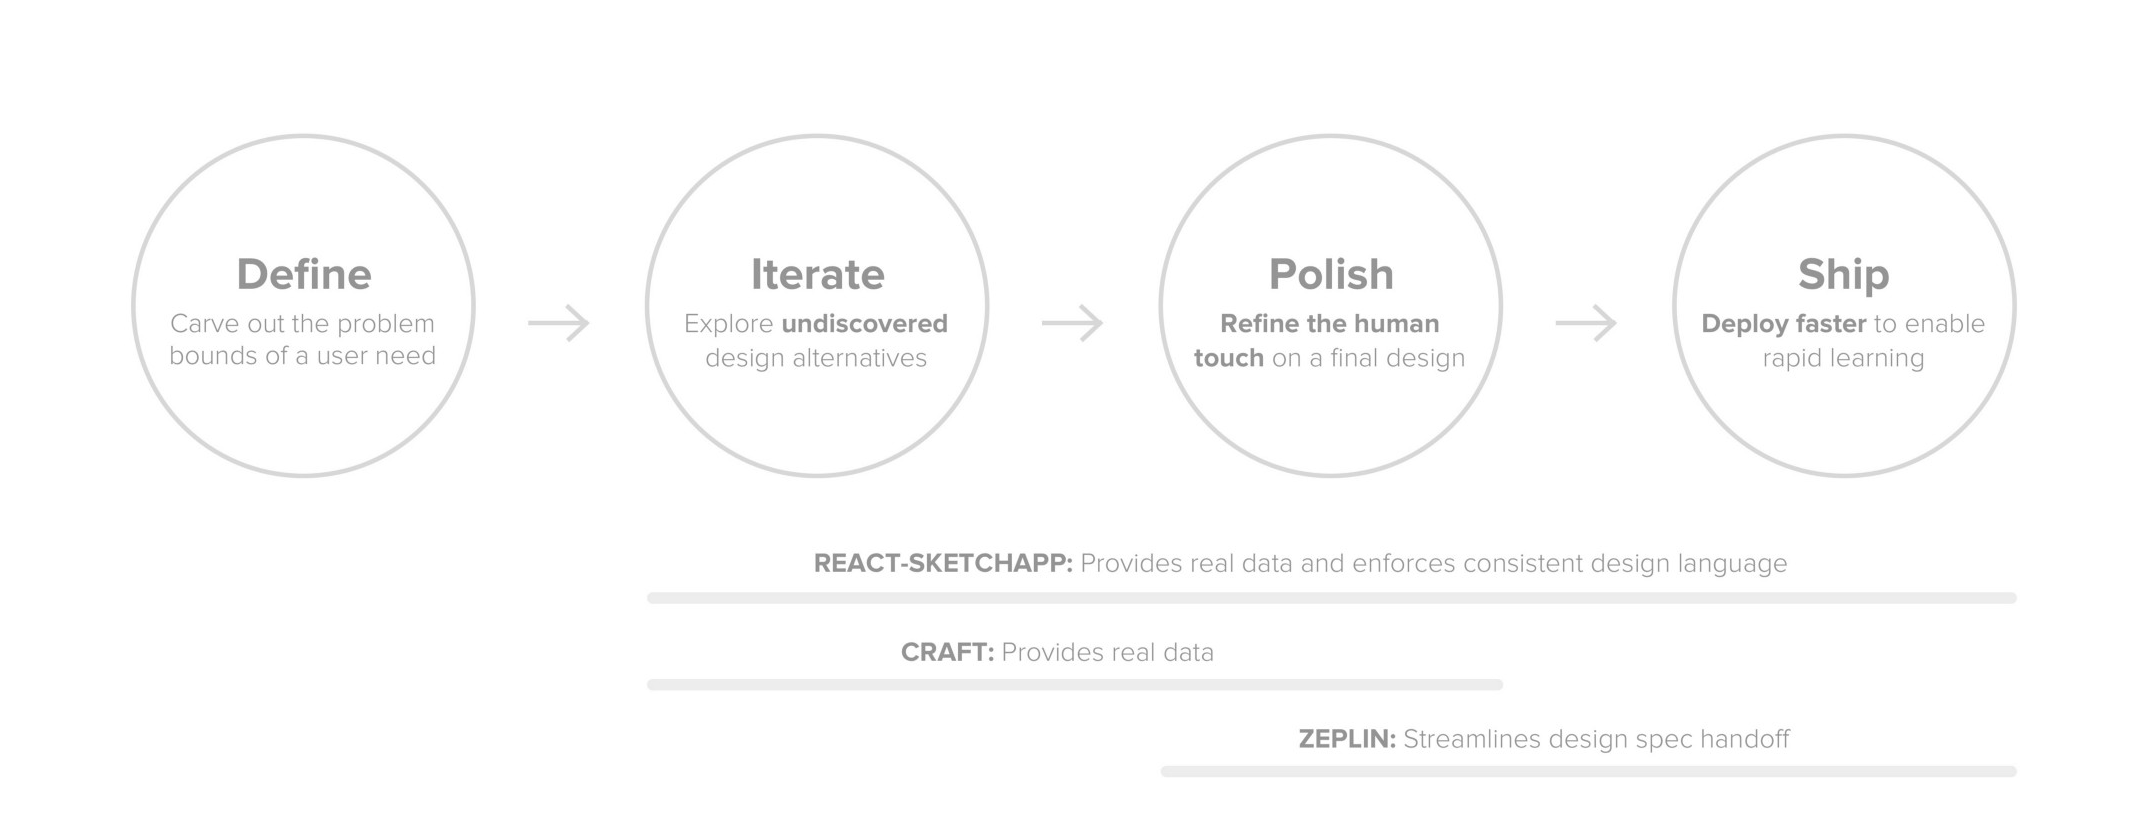 Define
Carve out the problem
bounds of a user need
Iterate
Explore undiscovered
design alternatives
Polish
Refine the human
touch on a final design
Ship
Deploy faster to enable
rapid learning
REACT-SKETCHAPP: Provides real data and enforces consistent design language
CRAFT: Provides real data
ZEPLIN: Streamlines design spec handoff